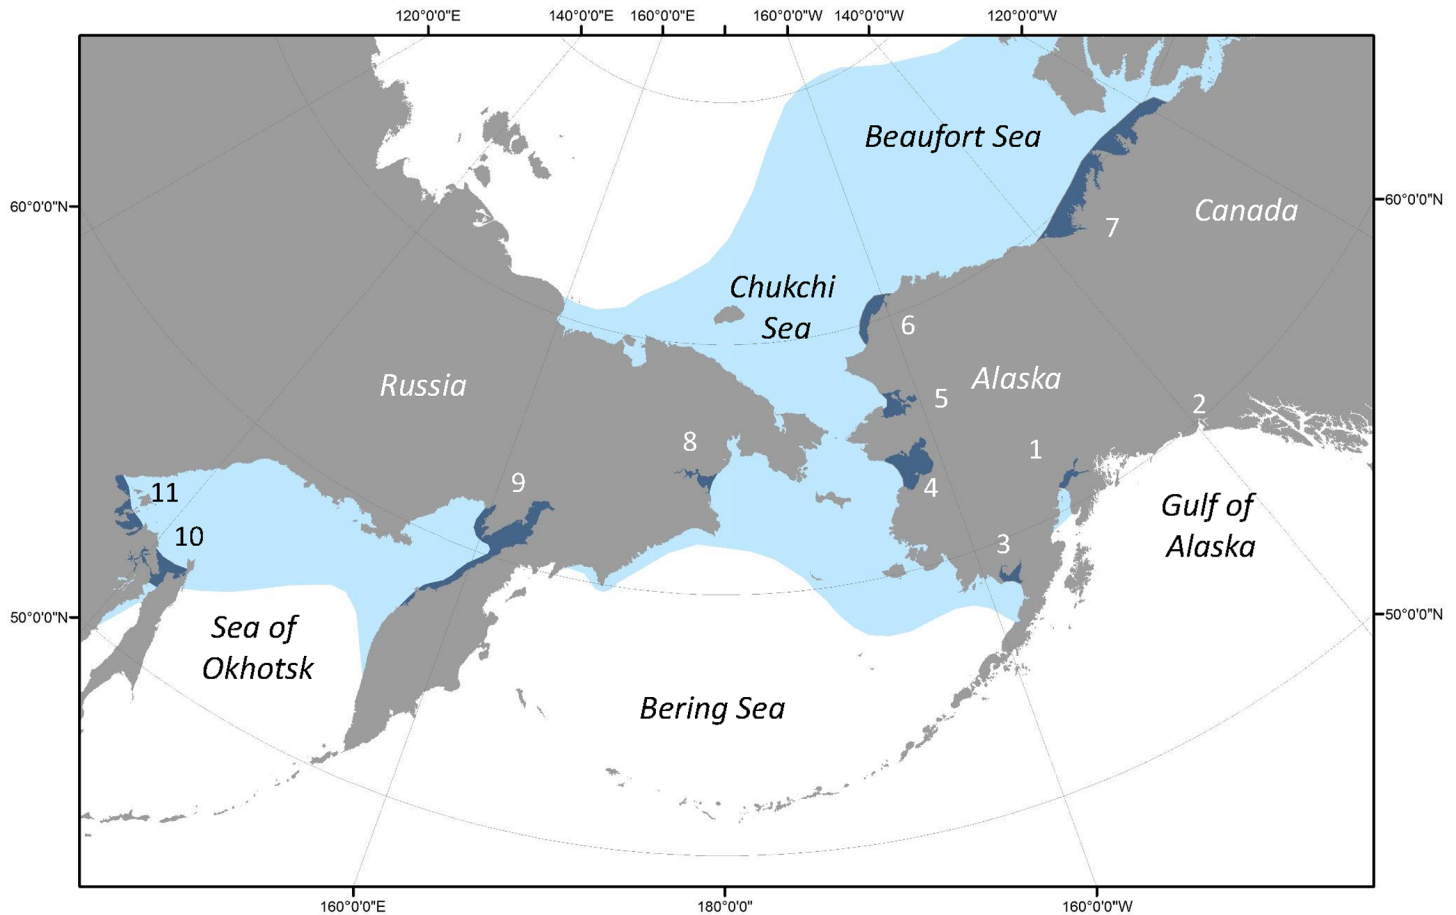 120°0'0"E 140°0'0"E 160°0'0"E 160°0'0"W 140°0'0"W 120°0'0"W
Beaufort Sea
60°0'0"N
60°0'0"N
Canada
7
Chukchi
Sea
6
Russia
Alaska
5
2
8
1
9
4
11
Gulf of
Alaska
10
3
50°0'0"N
50°0'0"N
Sea of
Okhotsk
Bering Sea
160°0'0"E 180°0'0" 160°0'0"W